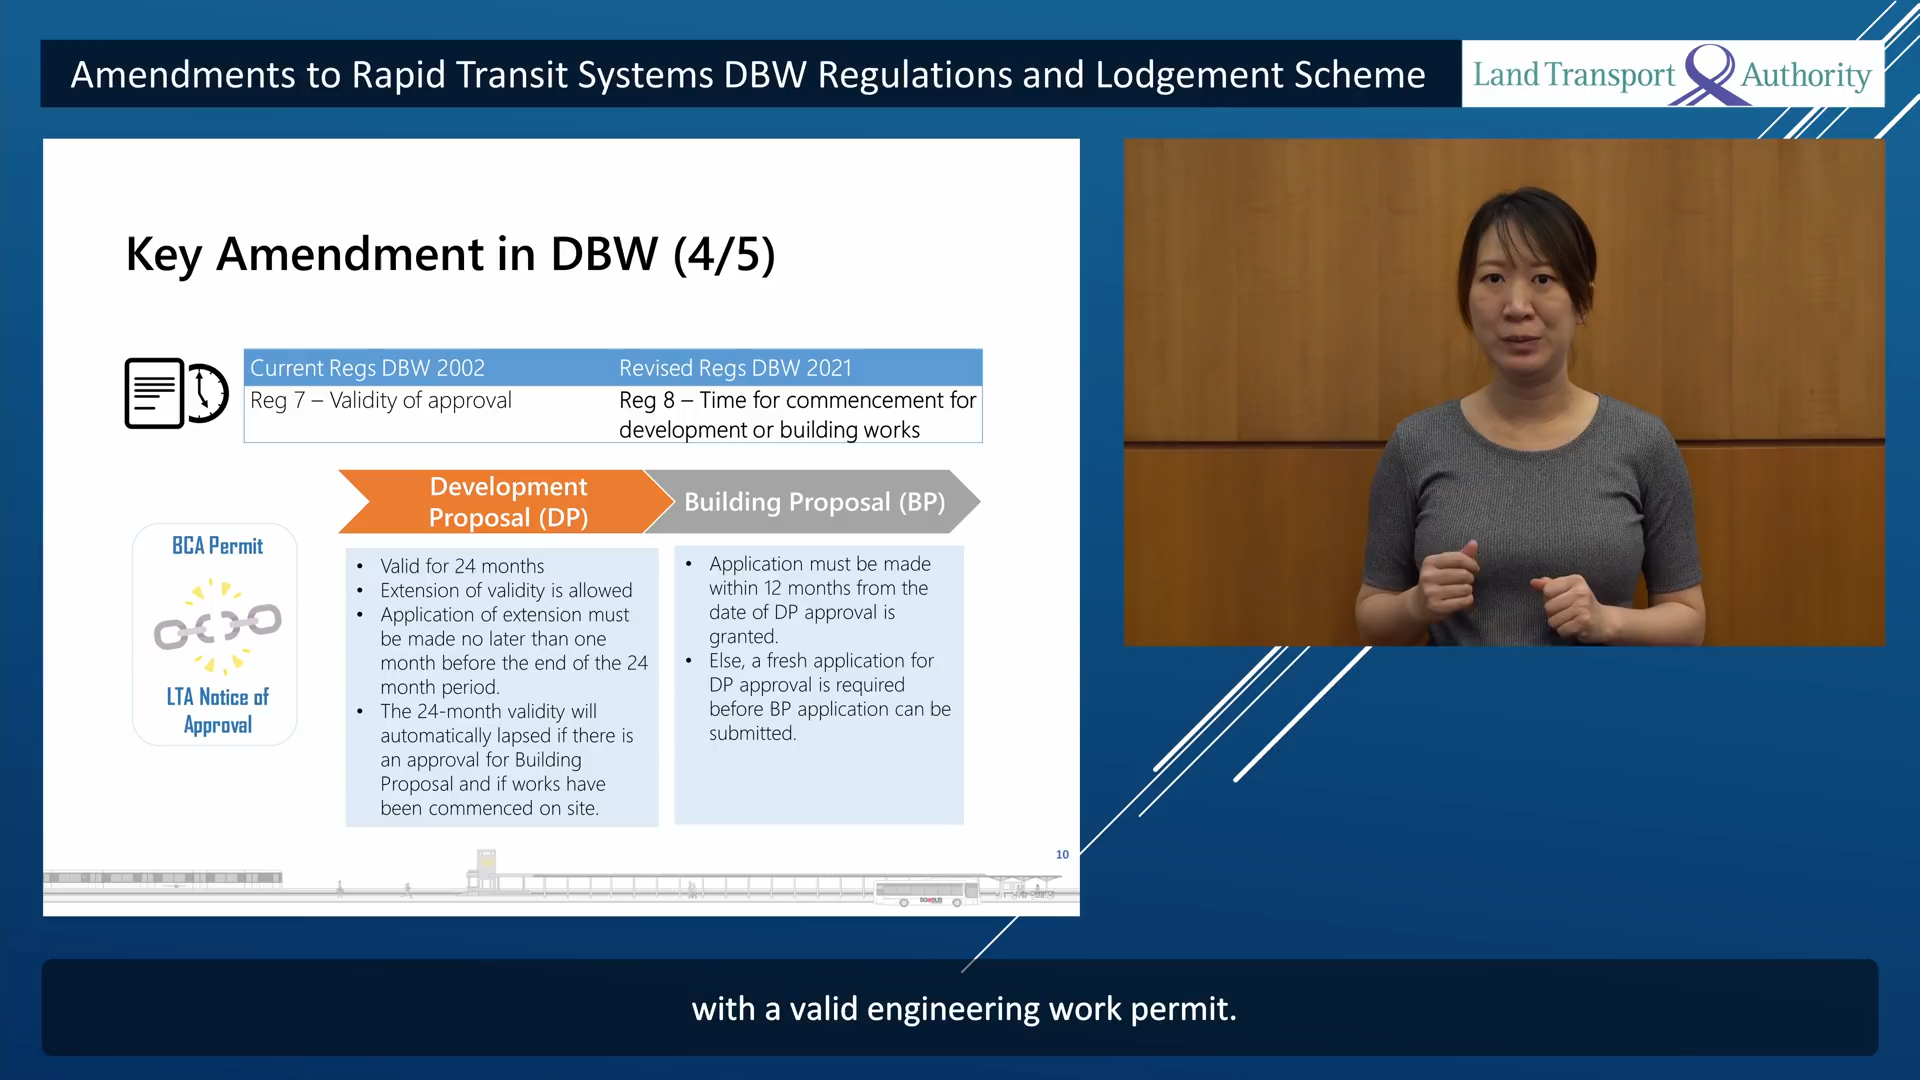 Amendments to Rapid Transit Systems DBW Regulations and Lodgement Scheme
Land Transport Authority
Key Amendment in DBW (4/5)
Current Regs DBW 2002
Revised Regs DBW 2021
Reg 7 – Validity of approval
Reg 8 – Time for commencement for
development or building works
Development
Proposal (DP)
Building Proposal (BP)
BCA Permit
LTA Notice of
Approval
• Valid for 24 months
• Extension of validity is allowed
• Application of extension must
be made no later than one
month before the end of the 24
month period.
• The 24-month validity will
automatically lapsed if there is
an approval for Building
Proposal and if works have
been commenced on site.
• Application must be made
within 12 months from the
date of DP approval is
granted.
• Else, a fresh application for
DP approval is required
before BP application can be
submitted.
10
SG♥BUS
with a valid engineering work permit.